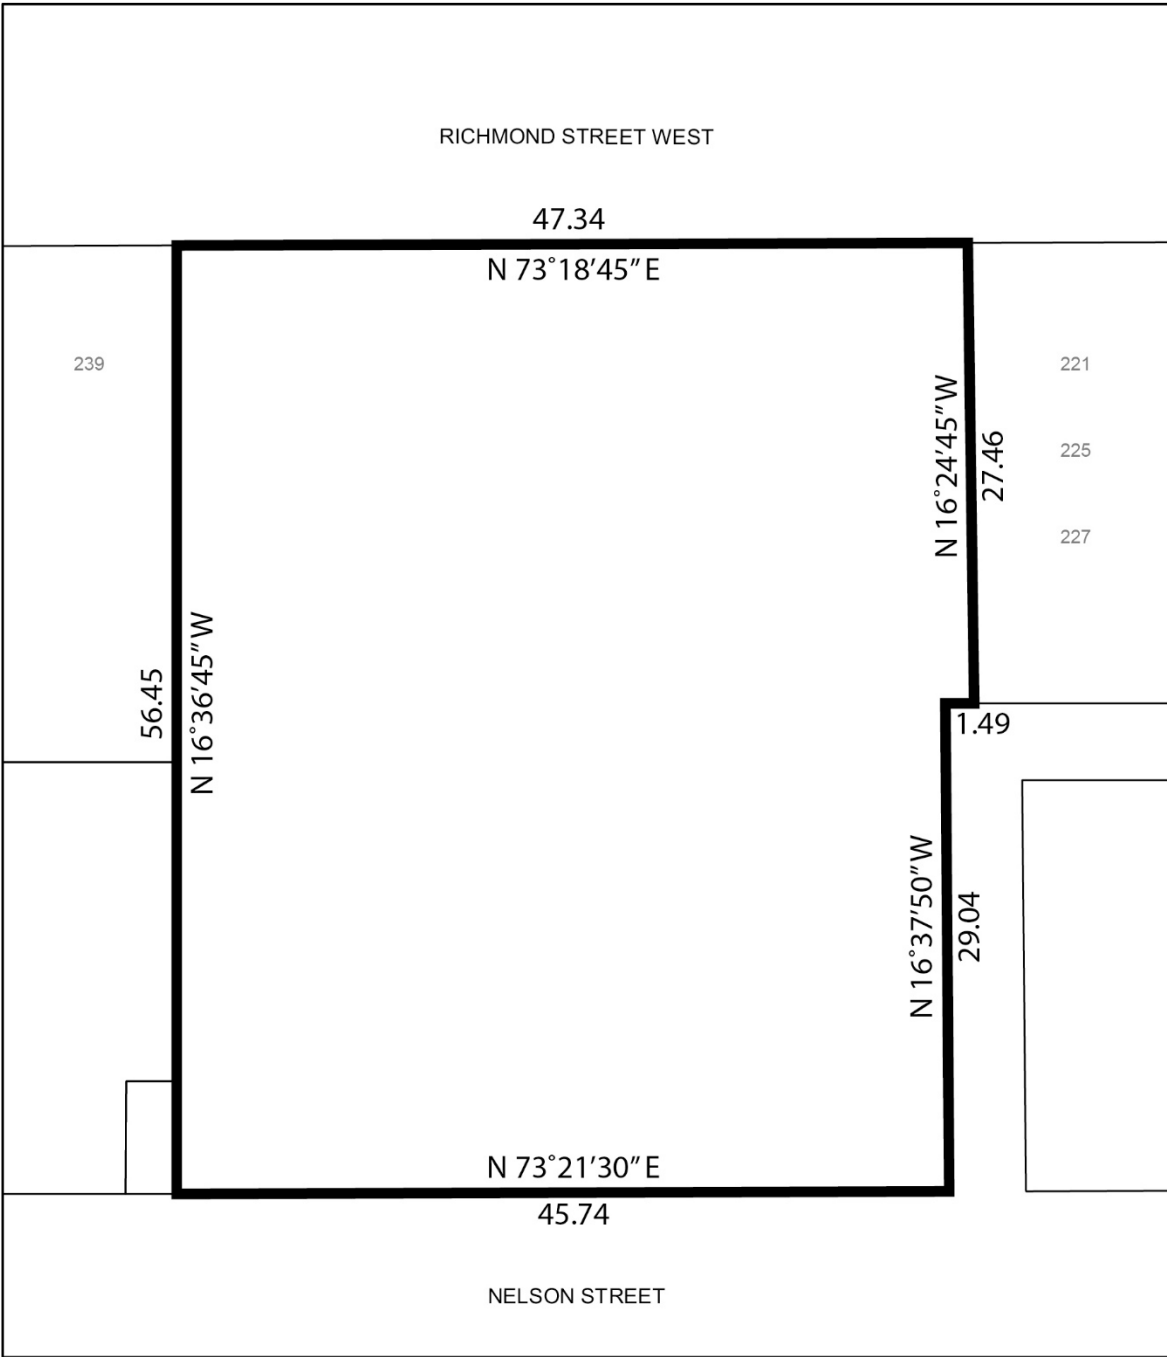 RICHMOND STREET WEST
47.34
N 73˚18’45” E
239
221
N 16˚24’45” W
27.46
225
227
56.45
N 16˚36’45” W
1.49
N 16˚37’50” W
29.04
N 73˚21’30” E
45.74
NELSON STREET